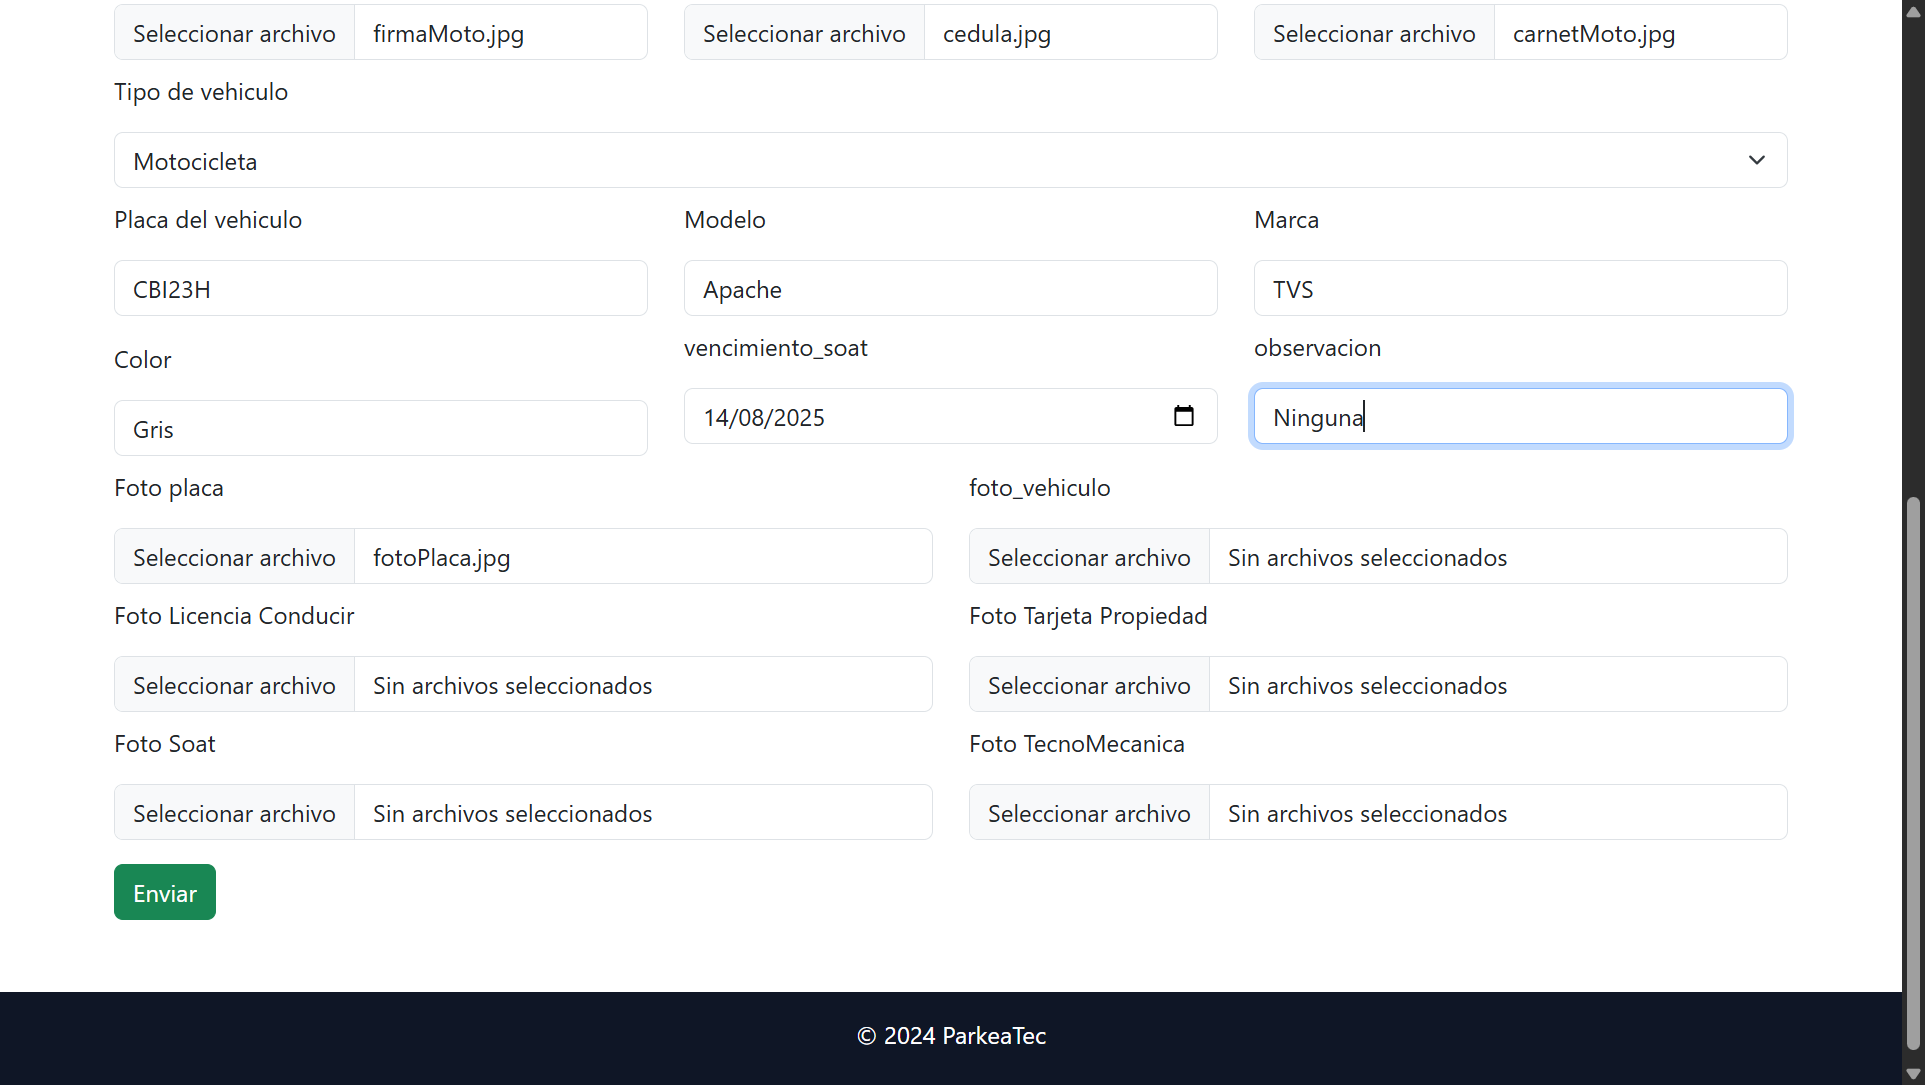 Seleccionar archivo firmaMoto.jpg Seleccionar archivo cedula.jpg Seleccionar archivo carnetMoto.jpg
Tipo de vehiculo
Motocicleta
Placa del vehiculo Modelo Marca
CBI23H Apache TVS
Color vencimiento_soat observacion
Gris 14/08/2025 Ninguna
Foto placa foto_vehiculo
Seleccionar archivo fotoPlaca.jpg Seleccionar archivo Sin archivos seleccionados
Foto Licencia Conducir Foto Tarjeta Propiedad
Seleccionar archivo Sin archivos seleccionados Seleccionar archivo Sin archivos seleccionados
Foto Soat Foto TecnoMecanica
Seleccionar archivo Sin archivos seleccionados Seleccionar archivo Sin archivos seleccionados
Enviar
© 2024 ParkeaTec